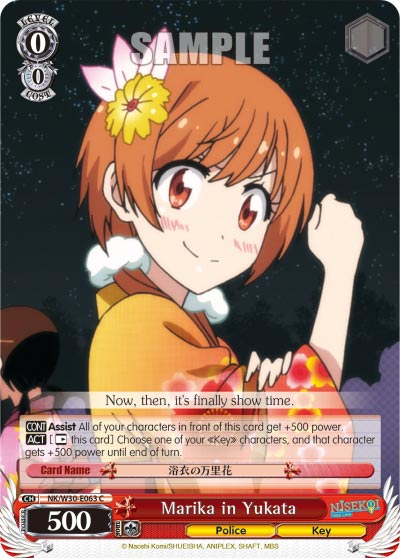 LEVEL
0
SAMPLE
0
COST
Now, then, it's finally show time.
CONT Assist All of your characters in front of this card get +500 power.
ACT [ this card] Choose one of your «Key» characters, and that character
gets +500 power until end of turn.
Card Name 浴衣の万里花
CH NK/W30-E063 C
POWER 500
Marika in Yukata
NISEKOI
Police Key
© Naoshi Komi/SHUEISHA, ANIPLEX, SHAFT, MBS